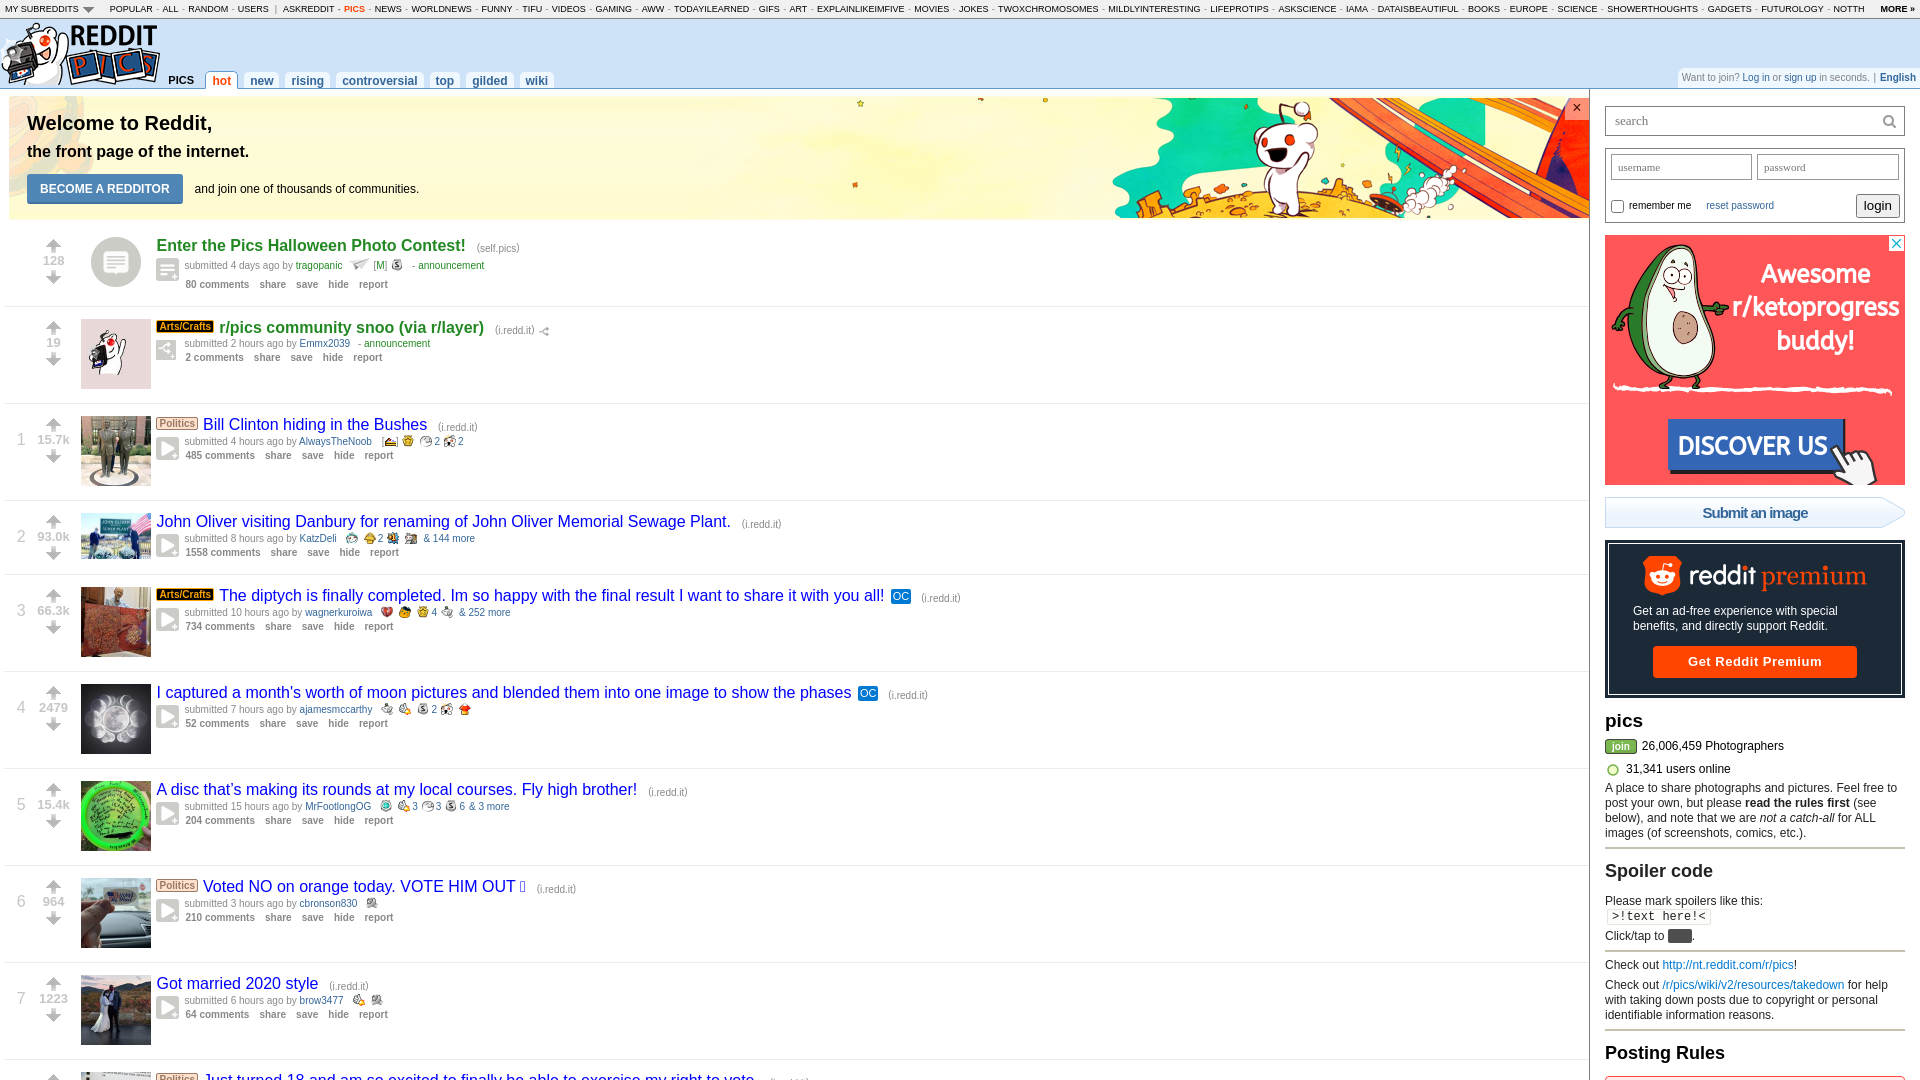 MY SUBREDDITS POPULAR - ALL - RANDOM - USERS | ASKREDDIT - PICS - NEWS - WORLDNEWS - FUNNY - TIFU - VIDEOS - GAMING - AWW - TODAYILEARNED - GIFS - ART - EXPLAINLIKEIMFIVE - MOVIES - JOKES - TWOXCHROMOSOMES - MILDLYINTERESTING - LIFEPROTIPS - ASKSCIENCE - IAMA - DATAISBEAUTIFUL - BOOKS - EUROPE - SCIENCE - SHOWERTHOUGHTS - GADGETS - FUTUROLOGY - NOTTH MORE »
REDDIT
PICS
PICS hot new rising controversial top gilded wiki
Want to join? Log in or sign up in seconds. | English
Welcome to Reddit,
the front page of the internet.
BECOME A REDDITOR and join one of thousands of communities.
×
128
Enter the Pics Halloween Photo Contest! (self.pics)
submitted 4 days ago by tragopanic [M] - announcement
80 comments share save hide report
19
Arts/Crafts r/pics community snoo (via r/layer) (i.redd.it)
submitted 2 hours ago by Emmx2039 - announcement
2 comments share save hide report
1 15.7k
Politics Bill Clinton hiding in the Bushes (i.redd.it)
submitted 4 hours ago by AlwaysTheNoob 2 2
485 comments share save hide report
2 93.0k
John Oliver visiting Danbury for renaming of John Oliver Memorial Sewage Plant. (i.redd.it)
submitted 8 hours ago by KatzDeli 2 & 144 more
1558 comments share save hide report
3 66.3k
Arts/Crafts The diptych is finally completed. Im so happy with the final result I want to share it with you all! OC (i.redd.it)
submitted 10 hours ago by wagnerkuroiwa 4 & 252 more
734 comments share save hide report
4 2479
I captured a month's worth of moon pictures and blended them into one image to show the phases OC (i.redd.it)
submitted 7 hours ago by ajamesmccarthy 2
52 comments share save hide report
5 15.4k
A disc that’s making its rounds at my local courses. Fly high brother! (i.redd.it)
submitted 15 hours ago by MrFootlongOG 3 3 6 & 3 more
204 comments share save hide report
6 964
Politics Voted NO on orange today. VOTE HIM OUT (i.redd.it)
submitted 3 hours ago by cbronson830
210 comments share save hide report
7 1223
Got married 2020 style (i.redd.it)
submitted 6 hours ago by brow3477
64 comments share save hide report
Politics Just turned 18 and am so excited to finally be able to exercise my right to vote.
search
username password
remember me reset password login
Awesome
r/ketoprogress
buddy!
DISCOVER US
Submit an image
reddit premium
Get an ad-free experience with special
benefits, and directly support Reddit.
Get Reddit Premium
pics
join 26,006,459 Photographers
31,341 users online
A place to share photographs and pictures. Feel free to
post your own, but please read the rules first (see
below), and note that we are not a catch-all for ALL
images (of screenshots, comics, etc.).
Spoiler code
Please mark spoilers like this:
>!text here!<
Click/tap to .
Check out http://nt.reddit.com/r/pics!
Check out /r/pics/wiki/v2/resources/takedown for help
with taking down posts due to copyright or personal
identifiable information reasons.
Posting Rules